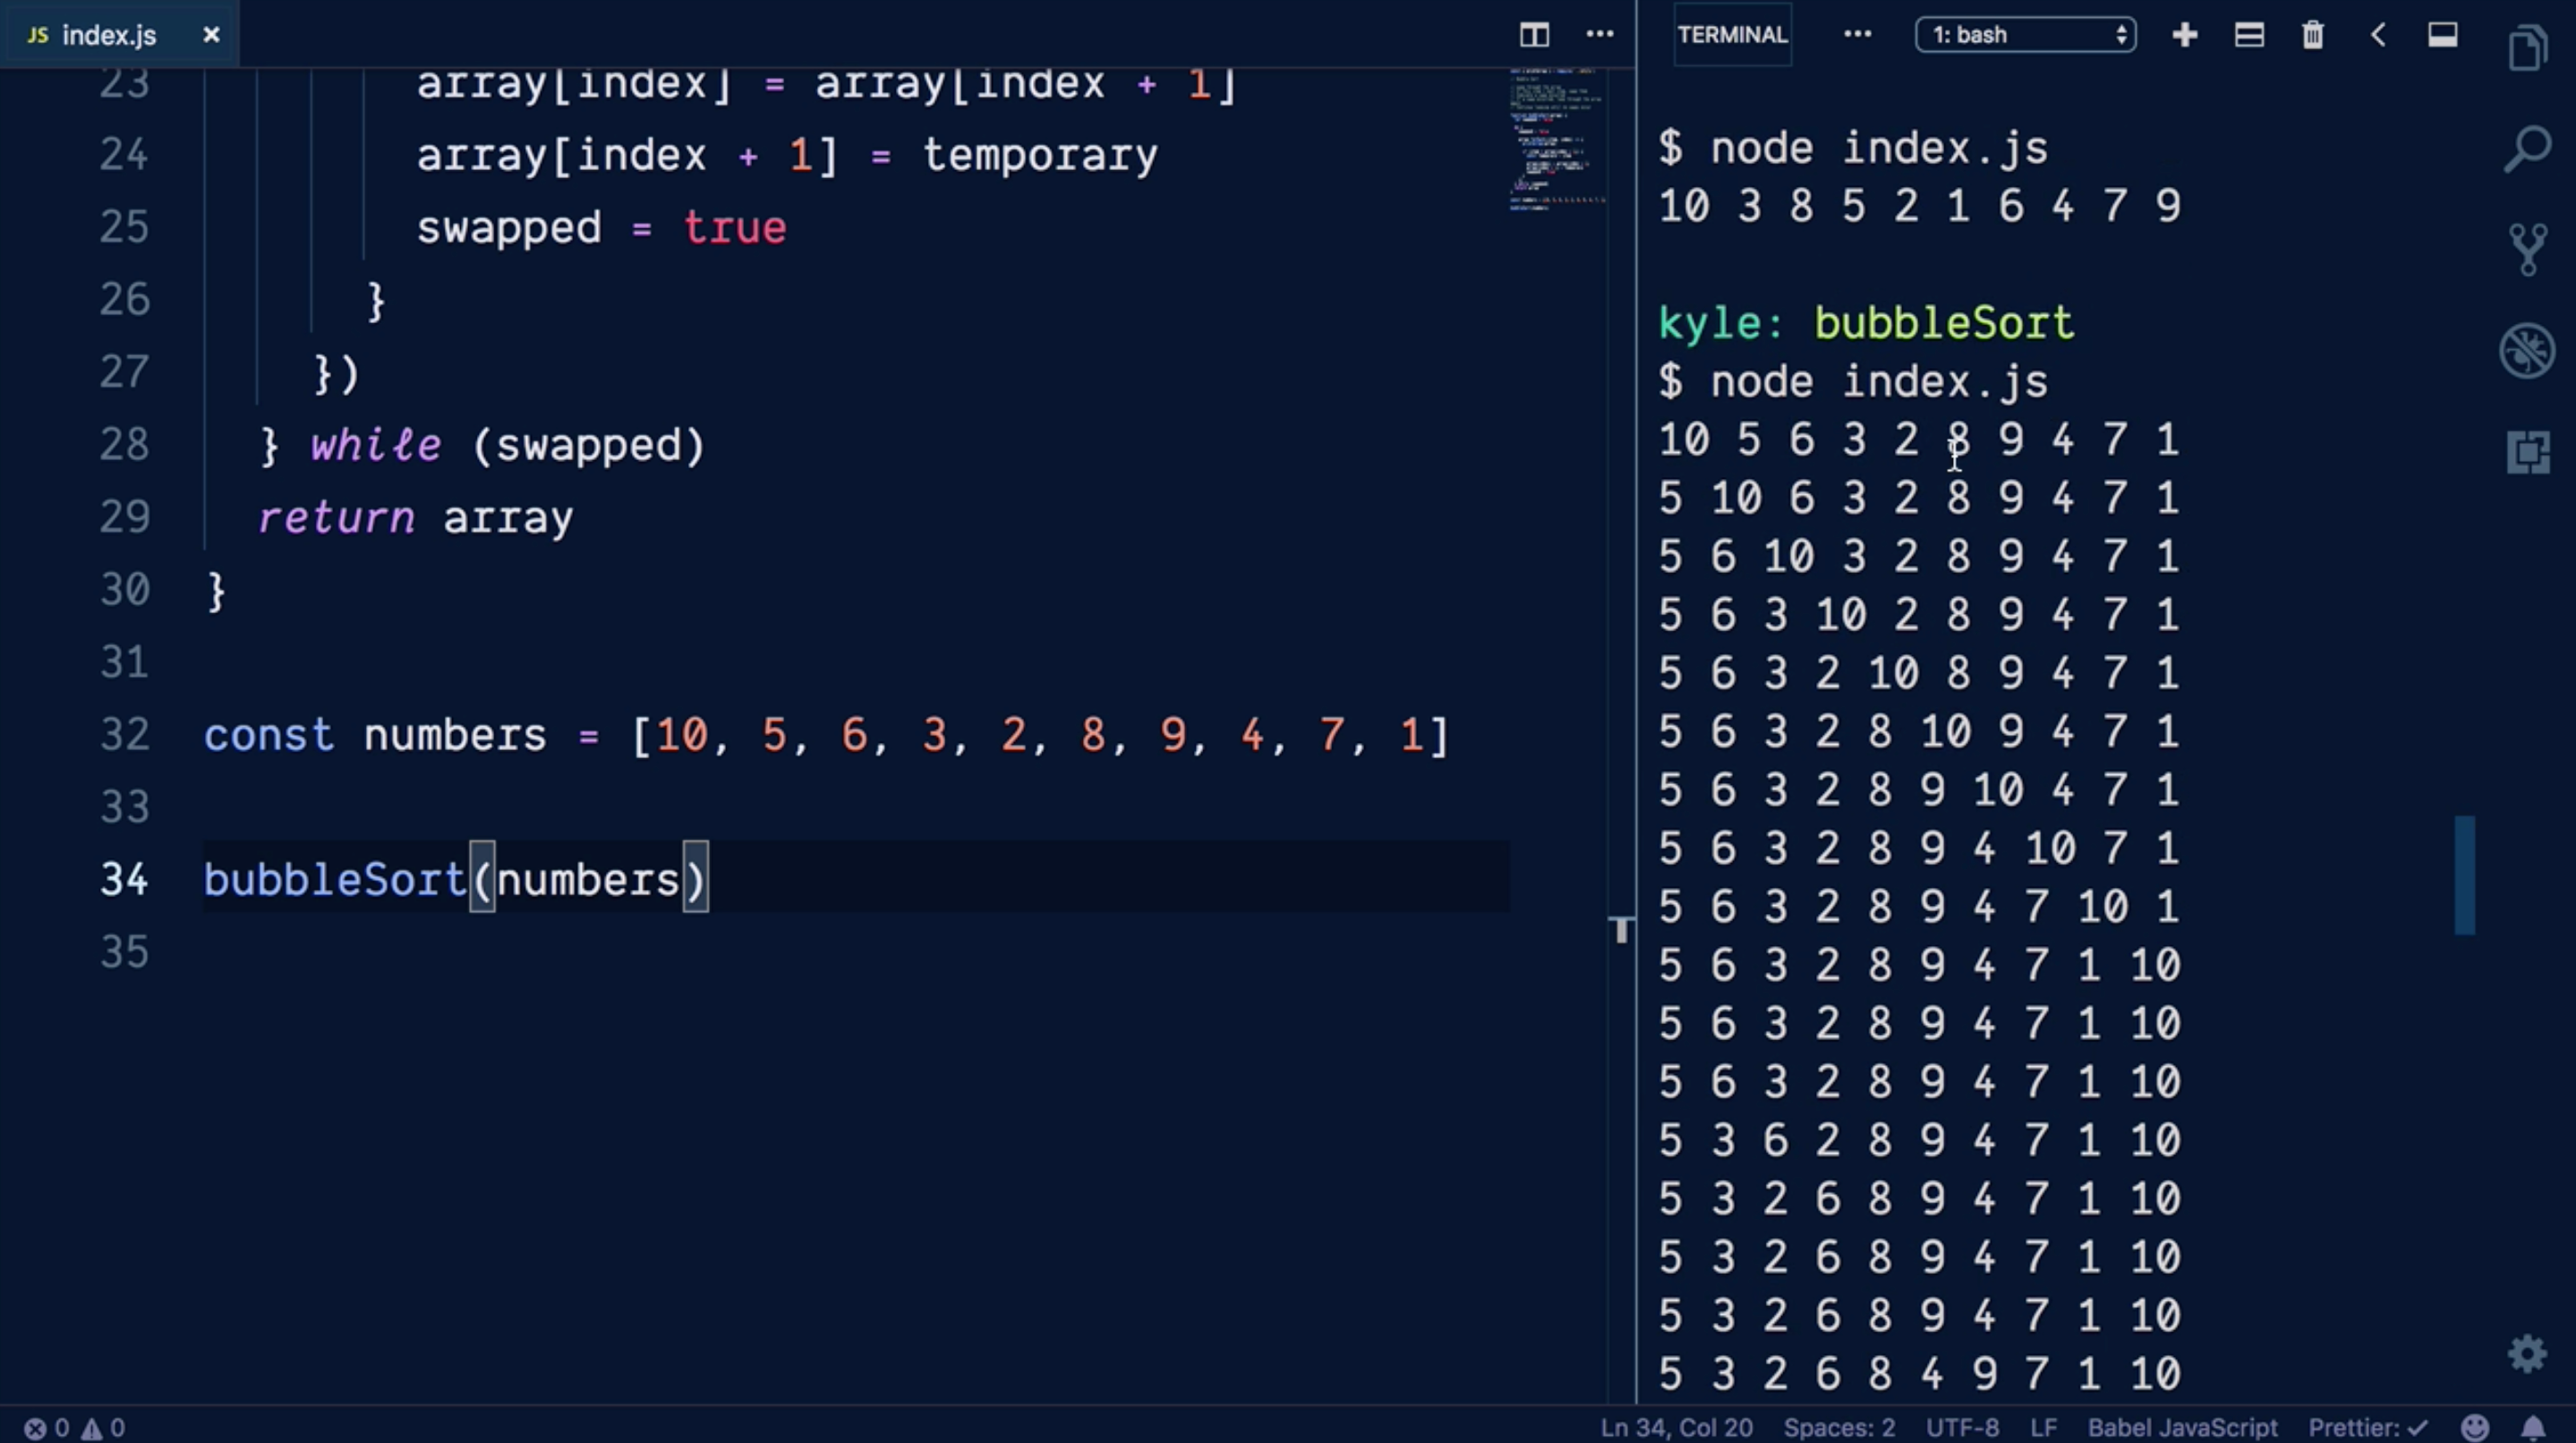 JS index.js
23 array[index] = array[index + 1]
24 array[index + 1] = temporary
25 swapped = true
26 }
27 })
28 } while (swapped)
29 return array
30 }
31
32 const numbers = [10, 5, 6, 3, 2, 8, 9, 4, 7, 1]
33
34 bubbleSort(numbers)
35
TERMINAL ••• 1: bash
$ node index.js
10 3 8 5 2 1 6 4 7 9
kyle: bubbleSort
$ node index.js
10 5 6 3 2 8 9 4 7 1
5 10 6 3 2 8 9 4 7 1
5 6 10 3 2 8 9 4 7 1
5 6 3 10 2 8 9 4 7 1
5 6 3 2 10 8 9 4 7 1
5 6 3 2 8 10 9 4 7 1
5 6 3 2 8 9 10 4 7 1
5 6 3 2 8 9 4 10 7 1
5 6 3 2 8 9 4 7 10 1
5 6 3 2 8 9 4 7 1 10
5 6 3 2 8 9 4 7 1 10
5 6 3 2 8 9 4 7 1 10
5 3 6 2 8 9 4 7 1 10
5 3 2 6 8 9 4 7 1 10
5 3 2 6 8 9 4 7 1 10
5 3 2 6 8 9 4 7 1 10
5 3 2 6 8 4 9 7 1 10
0 0 Ln 34, Col 20 Spaces: 2 UTF-8 LF Babel JavaScript Prettier: ✓